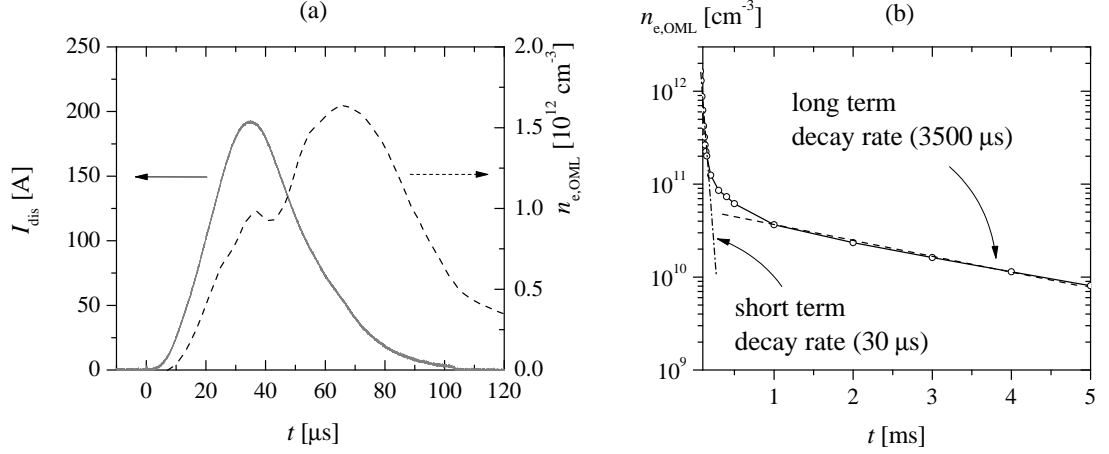 (a)
250
200
150
100
50
0
I_dis [A]
2.0
1.5
1.0
0.5
0.0
n_e,OML [10^12 cm^-3]
0 20 40 60 80 100 120
t [μs]
n_e,OML [cm^-3] (b)
10^12
10^11
10^10
10^9
long term
decay rate (3500 μs)
short term
decay rate (30 μs)
1 2 3 4 5
t [ms]